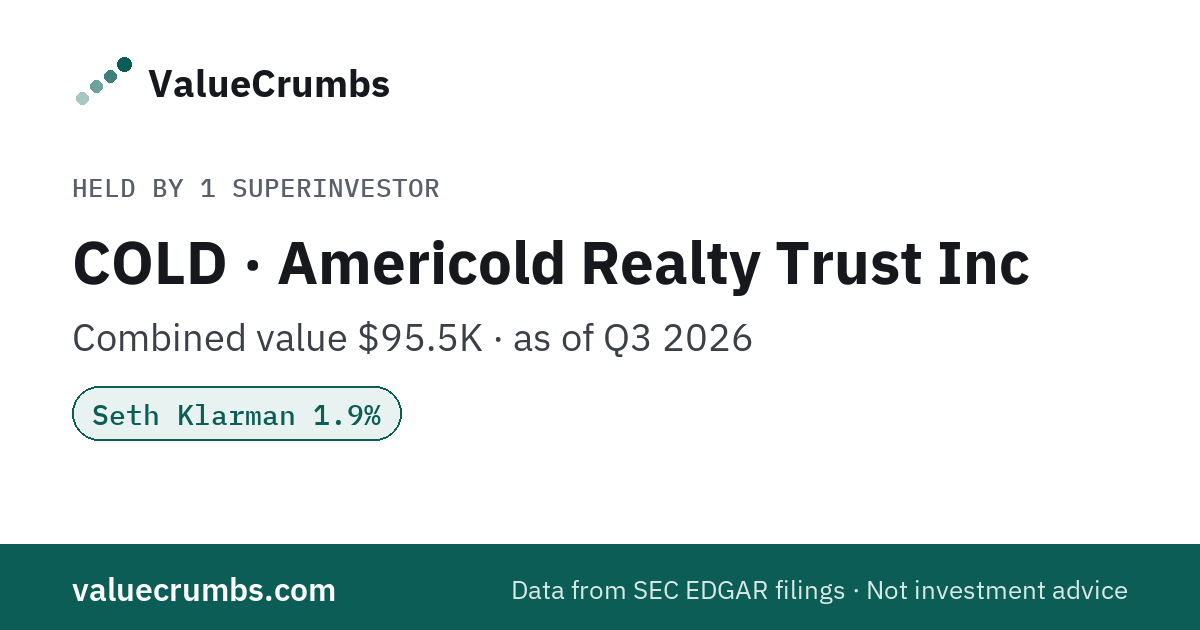 ValueCrumbs
HELD BY 1 SUPERINVESTOR
COLD · Americold Realty Trust Inc
Combined value $95.5K · as of Q3 2026
Seth Klarman 1.9%
valuecrumbs.com
Data from SEC EDGAR filings · Not investment advice